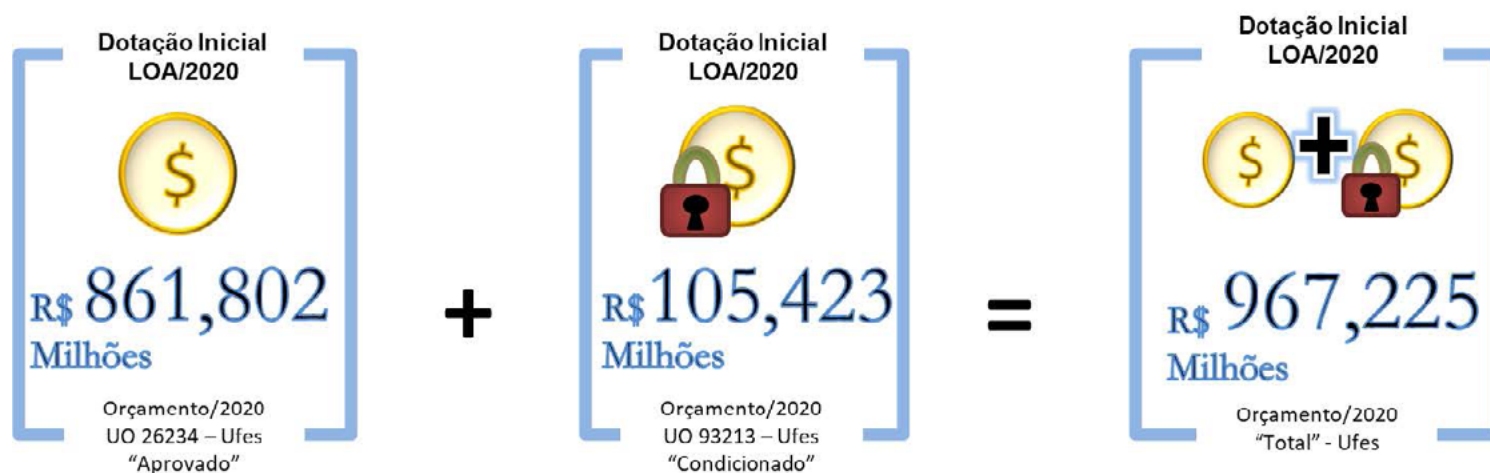 Dotação Inicial
LOA/2020
$
R$ 861,802
Milhões
Orçamento/2020
UO 26234 – Ufes
“Aprovado”
+
Dotação Inicial
LOA/2020
$
R$ 105,423
Milhões
Orçamento/2020
UO 93213 – Ufes
“Condicionado”
=
Dotação Inicial
LOA/2020
$ + $
R$ 967,225
Milhões
Orçamento/2020
“Total” - Ufes